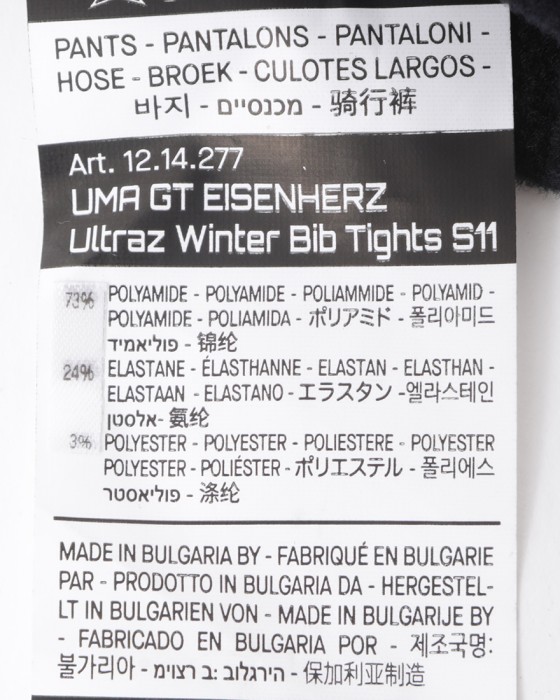 PANTS - PANTALONS - PANTALONI -
HOSE - BROEK - CULOTES LARGOS -
바지 - מכנסיים - 骑行裤
Art. 12.14.277
UMA GT EISENHERZ
Ultraz Winter Bib Tights S11
73% POLYAMIDE - POLYAMIDE - POLIAMMIDE - POLYAMID -
POLYAMIDE - POLIAMIDA - ポリアミド - 폴리아미드
פוליאמיד - 锦纶
24% ELASTANE - ÉLASTHANNE - ELASTAN - ELASTHAN -
ELASTAAN - ELASTANO - エラスタン -엘라스테인
אלסטן- 氨纶
3% POLYESTER - POLYESTER - POLIESTERE - POLYESTER
POLYESTER - POLIÉSTER - ポリエステル - 폴리에스
פוליאסטר - 涤纶
MADE IN BULGARIA BY - FABRIQUÉ EN BULGARIE
PAR - PRODOTTO IN BULGARIA DA - HERGESTEL-
LT IN BULGARIEN VON - MADE IN BULGARIJE BY
- FABRICADO EN BULGARIA POR - 제조국명:
불가리아 - הירגלוב ב: רצוימ - 保加利亚制造